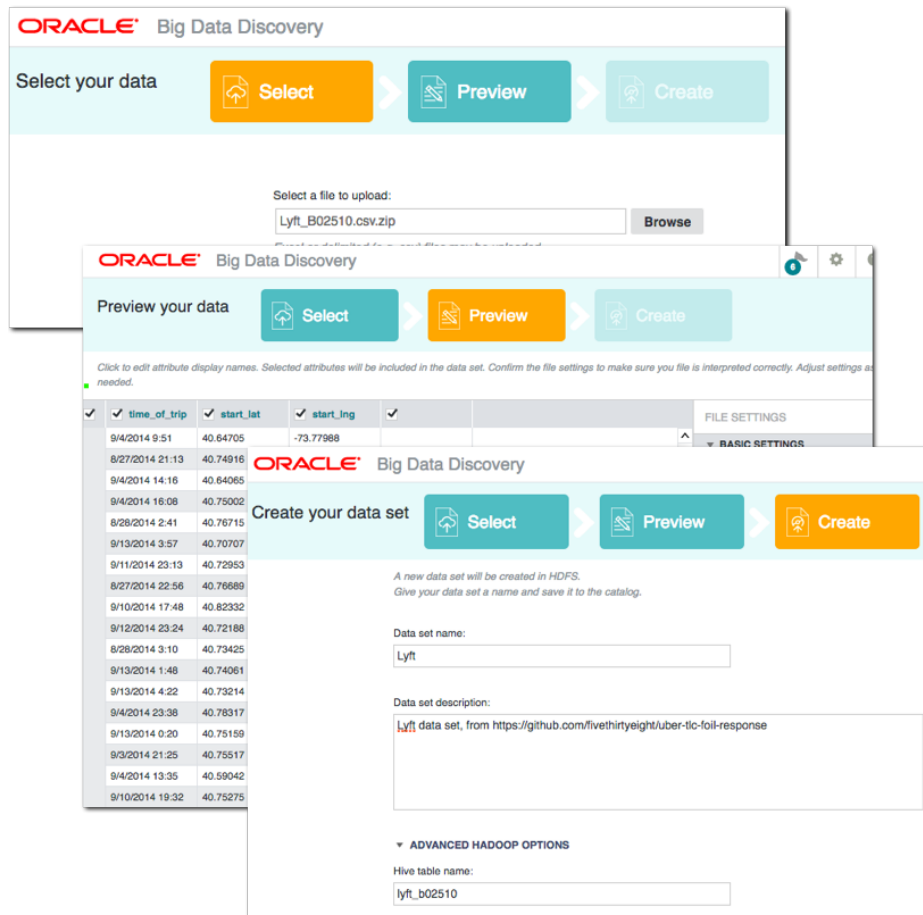 ORACLE Big Data Discovery
Select your data
Select
Preview
Create
Select a file to upload:
Lyft_B02510.csv.zip
Browse
ORACLE Big Data Discovery
6
Preview your data
Select
Preview
Create
Click to edit attribute display names. Selected attributes will be included in the data set. Confirm the file settings to make sure you file is interpreted correctly. Adjust settings as
needed.
time_of_trip start_lat start_lng
FILE SETTINGS
BASIC SETTINGS
9/4/2014 9:51 40.64705 -73.77988
8/27/2014 21:13 40.74916
9/4/2014 14:16 40.64065
9/4/2014 16:08 40.75002
8/28/2014 2:41 40.76715
9/13/2014 3:57 40.70707
9/11/2014 23:13 40.72953
8/27/2014 22:56 40.76689
9/10/2014 17:48 40.82332
9/12/2014 23:24 40.72188
8/28/2014 3:10 40.73425
9/13/2014 1:48 40.74061
9/13/2014 4:22 40.73214
9/4/2014 23:38 40.78317
9/13/2014 0:20 40.75159
9/3/2014 21:25 40.75517
9/4/2014 13:35 40.59042
9/10/2014 19:32 40.75275
ORACLE Big Data Discovery
Create your data set
Select
Preview
Create
A new data set will be created in HDFS.
Give your data set a name and save it to the catalog.
Data set name:
Lyft
Data set description:
Lyft data set, from https://github.com/fivethirtyeight/uber-tlc-foil-response
ADVANCED HADOOP OPTIONS
Hive table name:
lyft_b02510